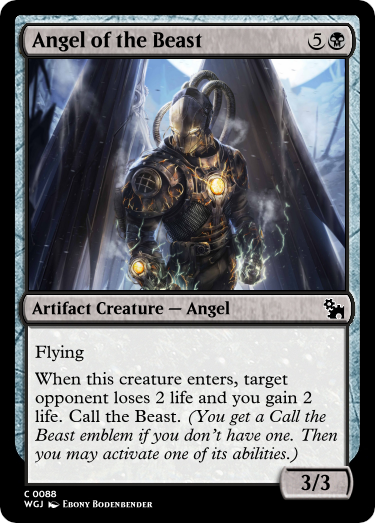 Angel of the Beast 5
Artifact Creature — Angel
Flying
When this creature enters, target
opponent loses 2 life and you gain 2
life. Call the Beast. (You get a Call the
Beast emblem if you don't have one. Then
you may activate one of its abilities.)
3/3
C 0088
WGJ Ebony Bodenbender